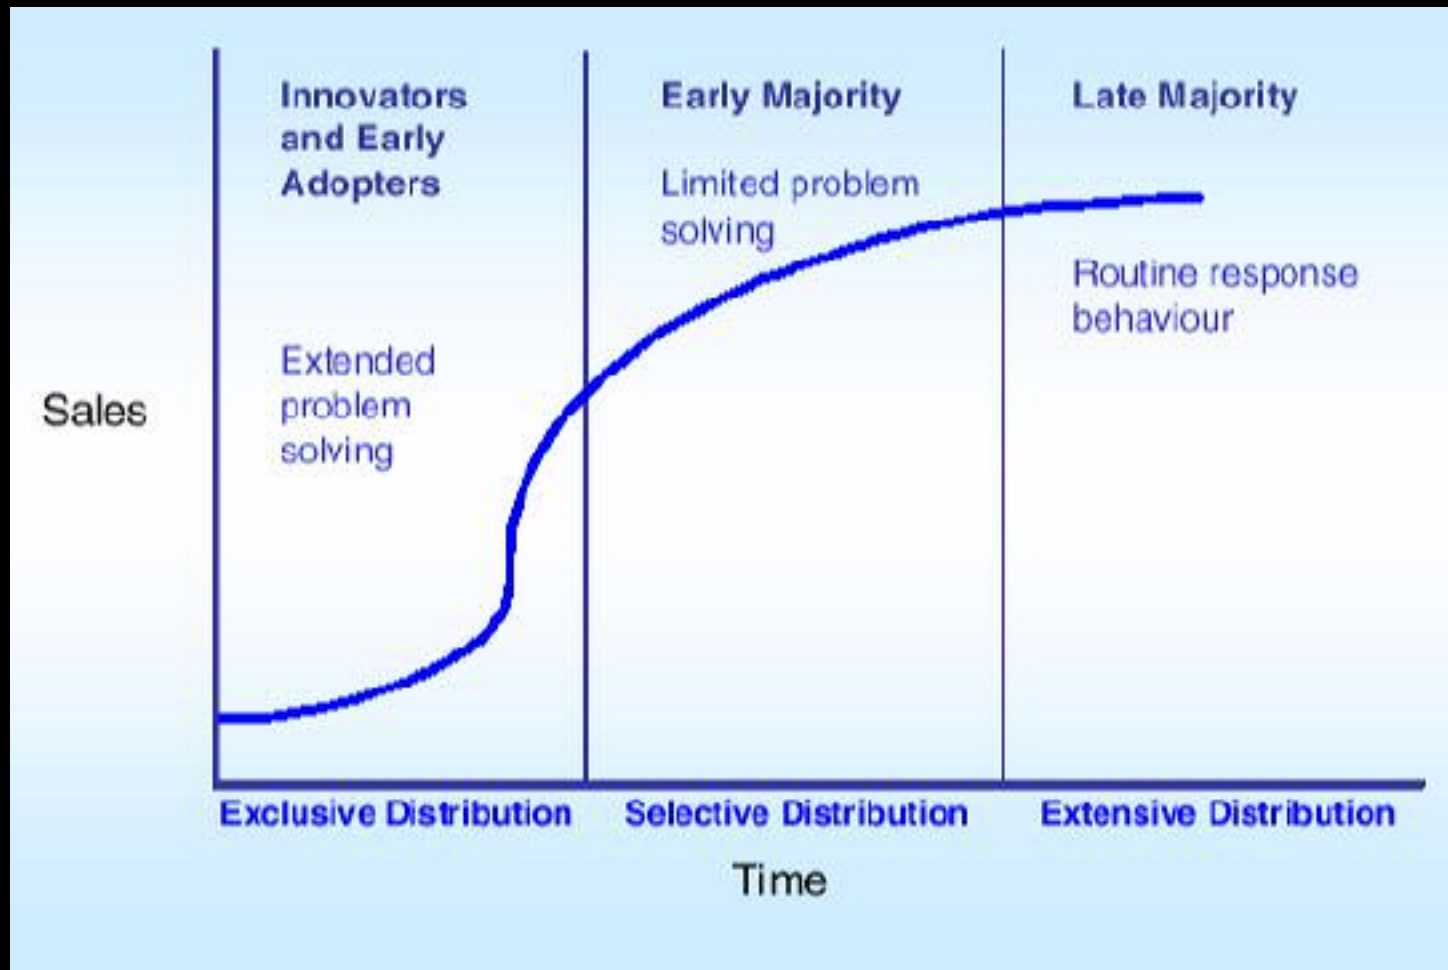 Innovators
and Early
Adopters
Early Majority
Late Majority
Limited problem
solving
Routine response
behaviour
Extended
problem
solving
Sales
Exclusive Distribution
Selective Distribution
Extensive Distribution
Time